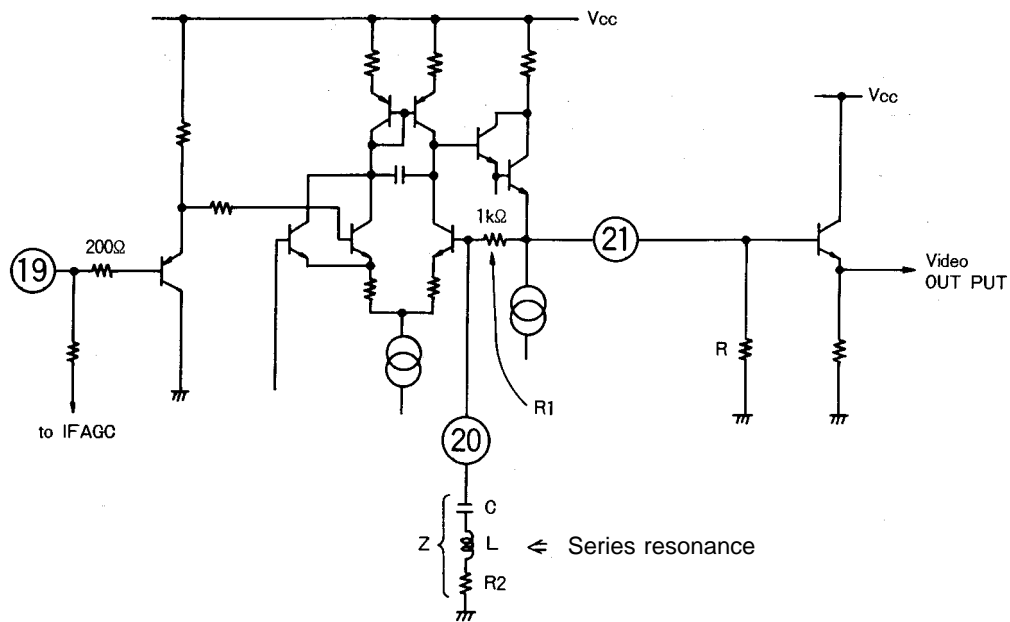 Vcc
Vcc
1kΩ
19
200Ω
21
Video
OUT PUT
R
R1
to IFAGC
20
C
Z
L
⪪ Series resonance
R2